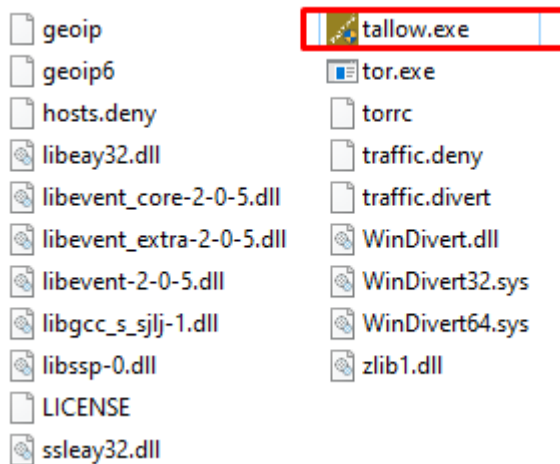 geoip
geoip6
hosts.deny
libeay32.dll
libevent_core-2-0-5.dll
libevent_extra-2-0-5.dll
libevent-2-0-5.dll
libgcc_s_sjlj-1.dll
libssp-0.dll
LICENSE
ssleay32.dll
tallow.exe
tor.exe
torrc
traffic.deny
traffic.divert
WinDivert.dll
WinDivert32.sys
WinDivert64.sys
zlib1.dll